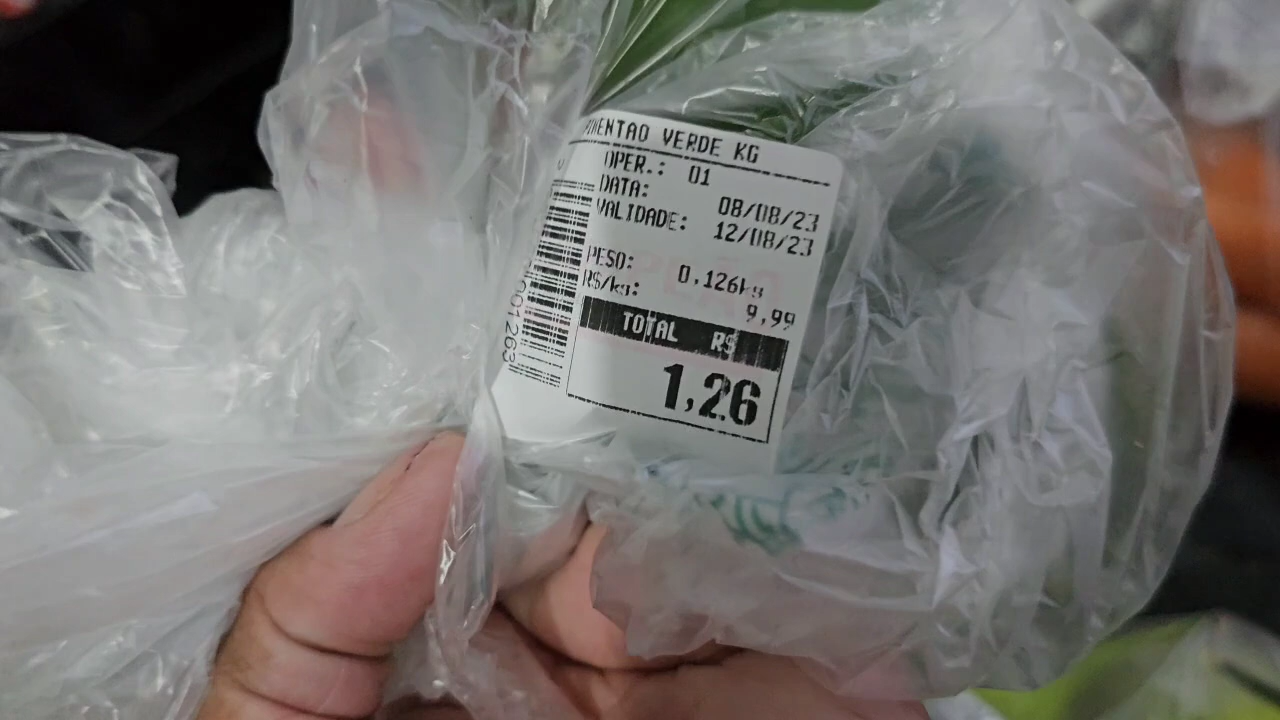 PIMENTAO VERDE KG
OPER.: 01
DATA: 08/08/23
VALIDADE: 12/08/23
PESO: 0,126kg
R$/kg: 9,99
TOTAL R$
1,26
001263